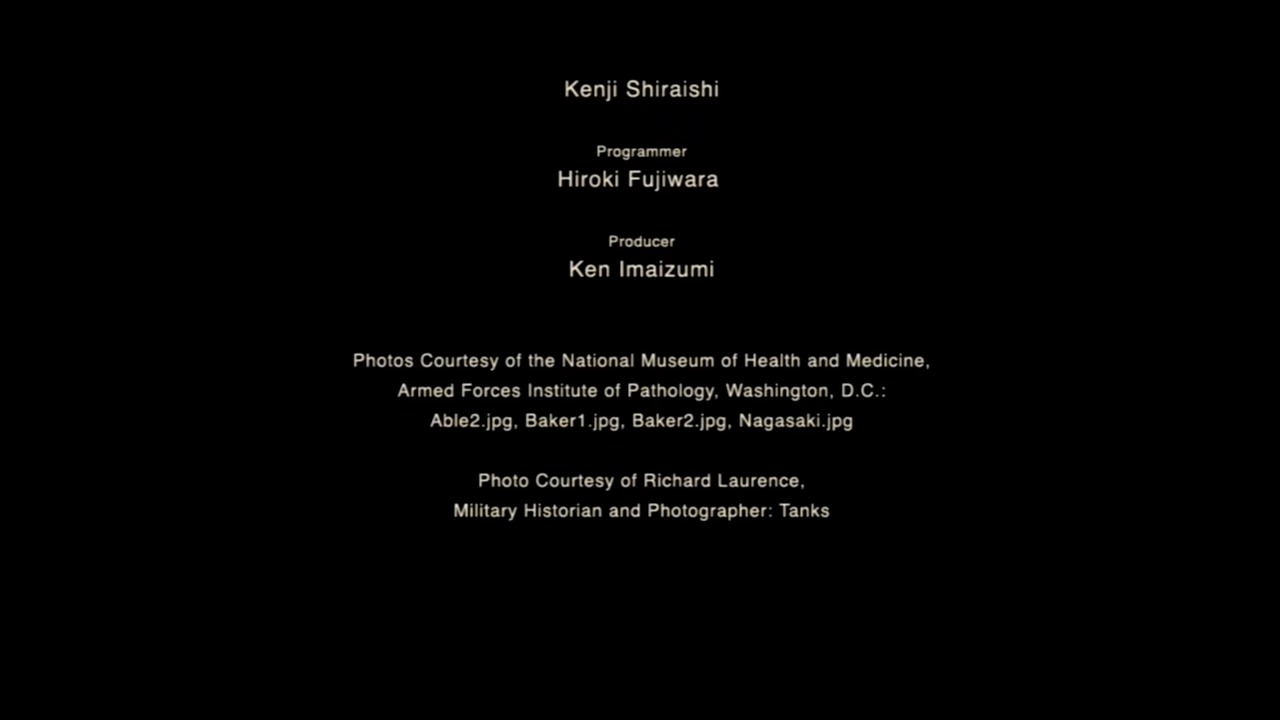 Kenji Shiraishi
Programmer
Hiroki Fujiwara
Producer
Ken Imaizumi
Photos Courtesy of the National Museum of Health and Medicine,
Armed Forces Institute of Pathology, Washington, D.C.:
Able2.jpg, Baker1.jpg, Baker2.jpg, Nagasaki.jpg
Photo Courtesy of Richard Laurence,
Military Historian and Photographer: Tanks